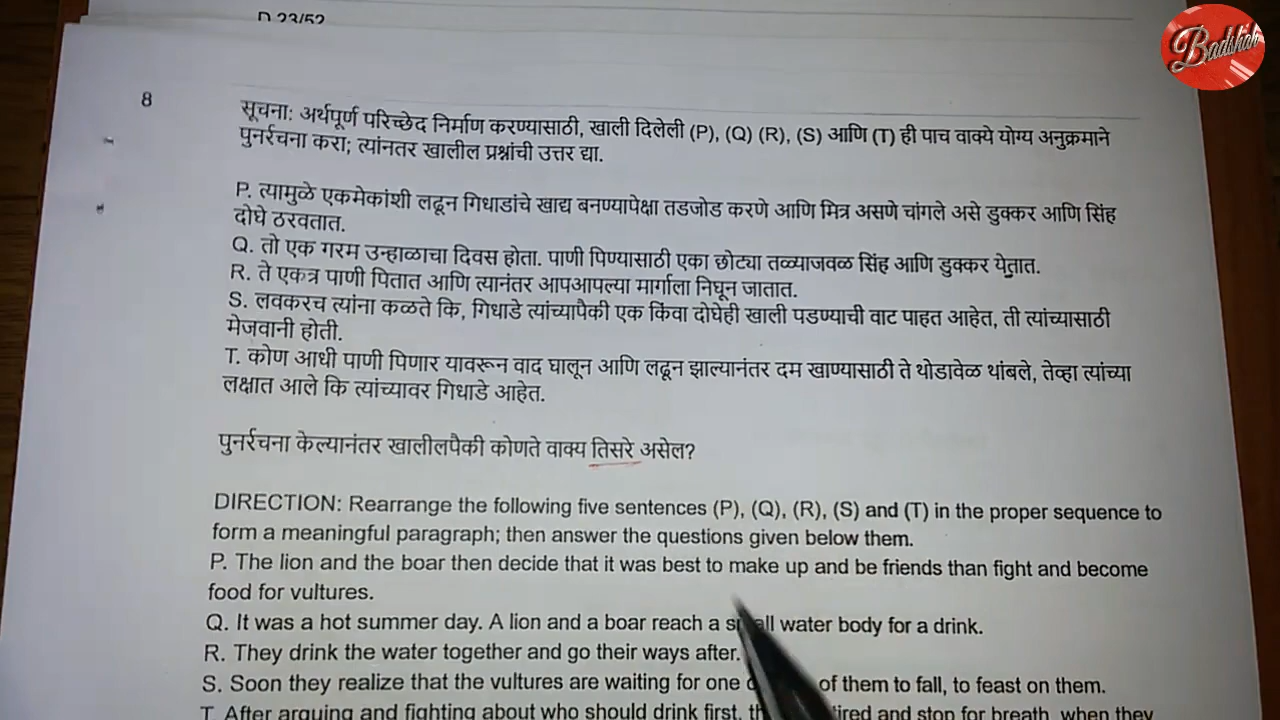 D 23/52
Badshah
8
सूचना: अर्थपूर्ण परिच्छेद निर्माण करण्यासाठी, खाली दिलेली (P), (Q) (R), (S) आणि (T) ही पाच वाक्ये योग्य अनुक्रमाने
पुनर्रचना करा; त्यांनतर खालील प्रश्नांची उत्तर द्या.
P. त्यामुळे एकमेकांशी लढून गिधाडांचे खाद्य बनण्यापेक्षा तडजोड करणे आणि मित्र असणे चांगले असे डुक्कर आणि सिंह
दोघे ठरवतात.
Q. तो एक गरम उन्हाळाचा दिवस होता. पाणी पिण्यासाठी एका छोट्या तळ्याजवळ सिंह आणि डुक्कर येतात.
R. ते एकत्र पाणी पितात आणि त्यानंतर आपआपल्या मार्गाला निघून जातात.
S. लवकरच त्यांना कळते कि, गिधाडे त्यांच्यापैकी एक किंवा दोघेही खाली पडण्याची वाट पाहत आहेत, ती त्यांच्यासाठी
मेजवानी होती.
T. कोण आधी पाणी पिणार यावरून वाद घालून आणि लढून झाल्यानंतर दम खाण्यासाठी ते थोडावेळ थांबले, तेव्हा त्यांच्या
लक्षात आले कि त्यांच्यावर गिधाडे आहेत.
पुनर्रचना केल्यानंतर खालीलपैकी कोणते वाक्य तिसरे असेल?
DIRECTION: Rearrange the following five sentences (P), (Q), (R), (S) and (T) in the proper sequence to
form a meaningful paragraph; then answer the questions given below them.
P. The lion and the boar then decide that it was best to make up and be friends than fight and become
food for vultures.
Q. It was a hot summer day. A lion and a boar reach a small water body for a drink.
R. They drink the water together and go their ways after.
S. Soon they realize that the vultures are waiting for one of them to fall, to feast on them.
T. After arguing and fighting about who should drink first, tired and stop for breath, when they